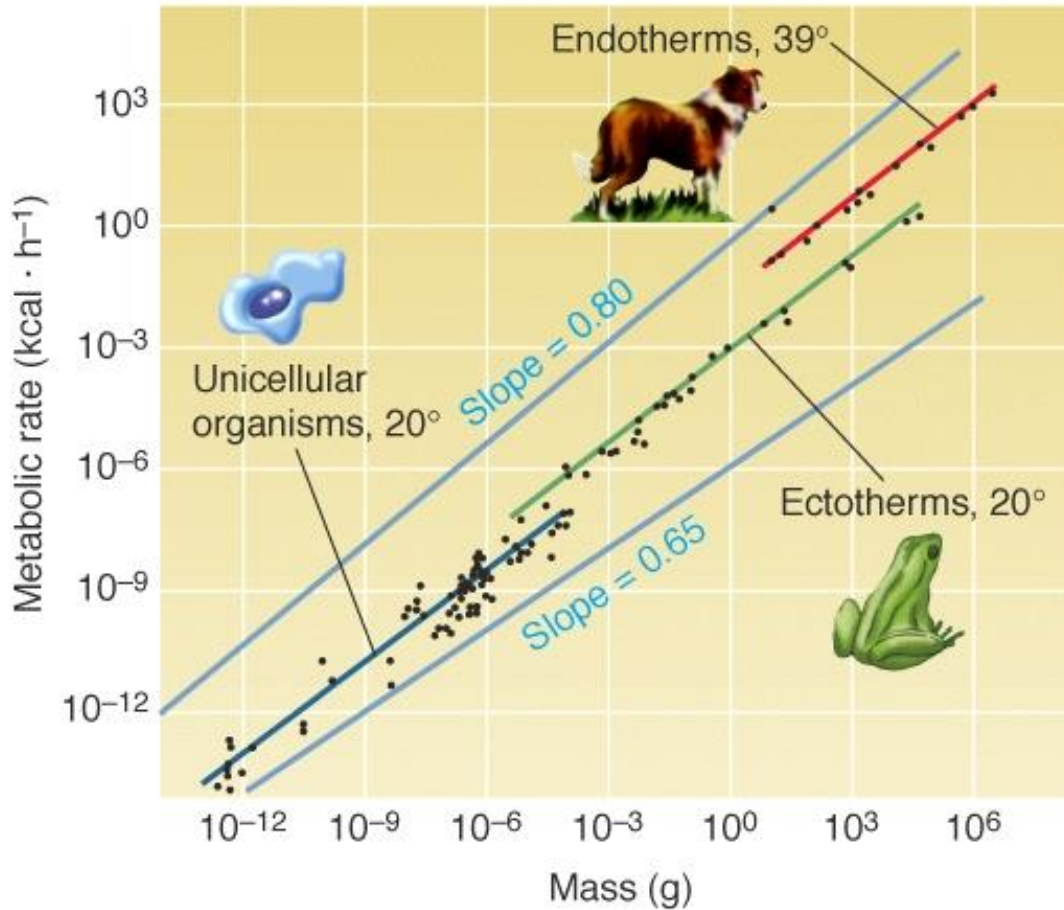 Endotherms, 39°
Metabolic rate (kcal · h⁻¹)
10³
10⁰
10⁻³
10⁻⁶
10⁻⁹
10⁻¹²
Unicellular
organisms, 20°
Slope = 0.80
Ectotherms, 20°
Slope = 0.65
10⁻¹² 10⁻⁹ 10⁻⁶ 10⁻³ 10⁰ 10³ 10⁶
Mass (g)